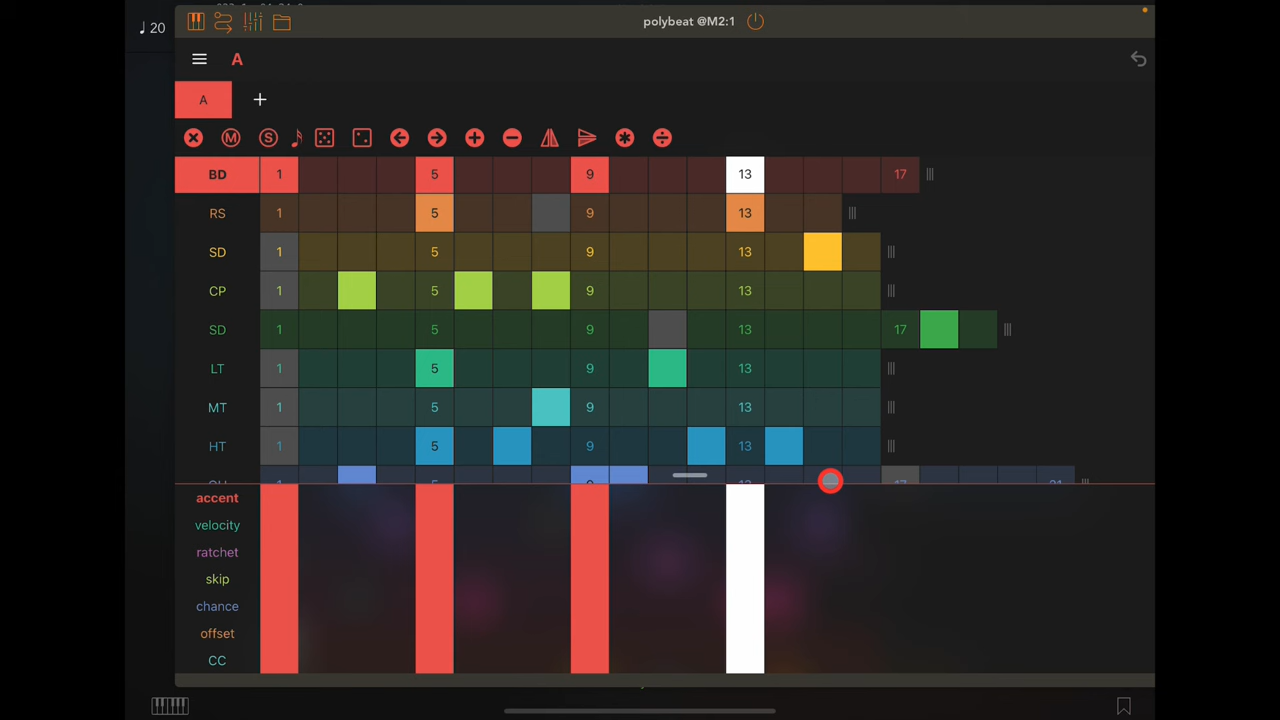 ♩20
polybeat @M2:1
A
A +
M S
BD 1 5 9 13 17
RS 1 5 9 13
SD 1 5 9 13
CP 1 5 9 13
SD 1 5 9 13 17
LT 1 5 9 13
MT 1 5 9 13
HT 1 5 9 13
accent
velocity
ratchet
skip
chance
offset
CC